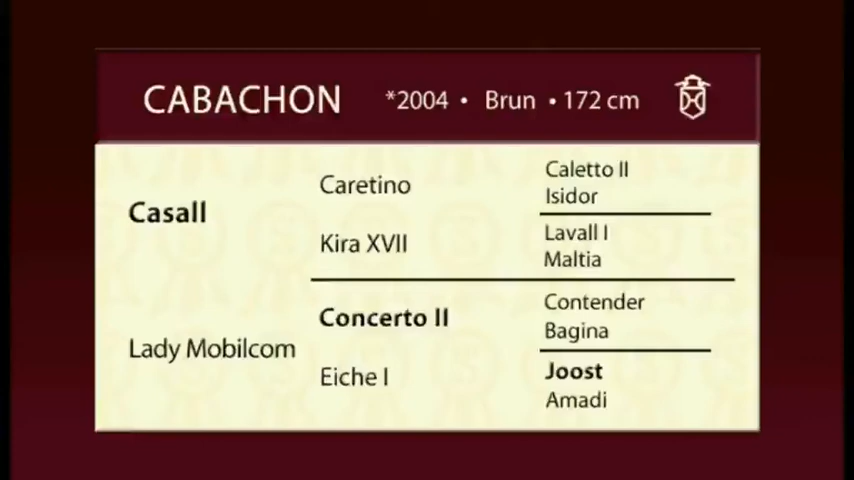 CABACHON *2004 • Brun • 172 cm
Casall
Lady Mobilcom
Caretino
Kira XVII
Concerto II
Eiche I
Caletto II
Isidor
Lavall I
Maltia
Contender
Bagina
Joost
Amadi